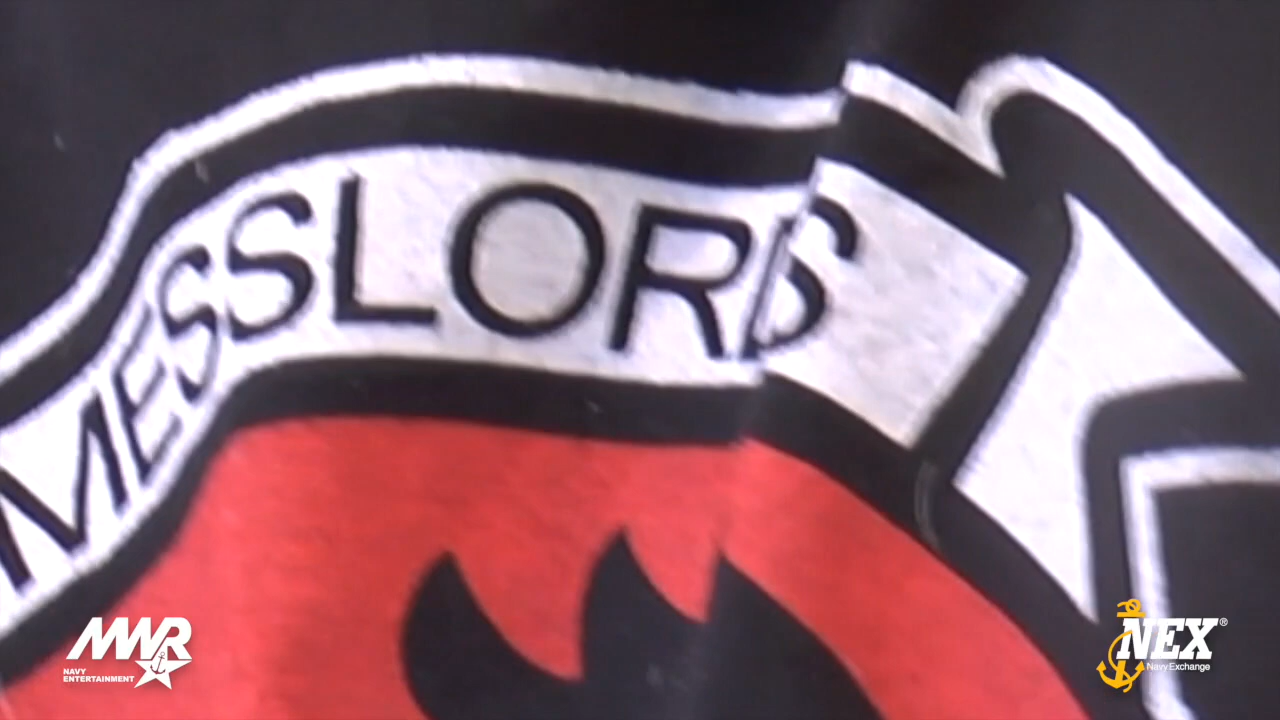 MESSLORDS
MWR
NAVY
ENTERTAINMENT
NEX®
Navy Exchange